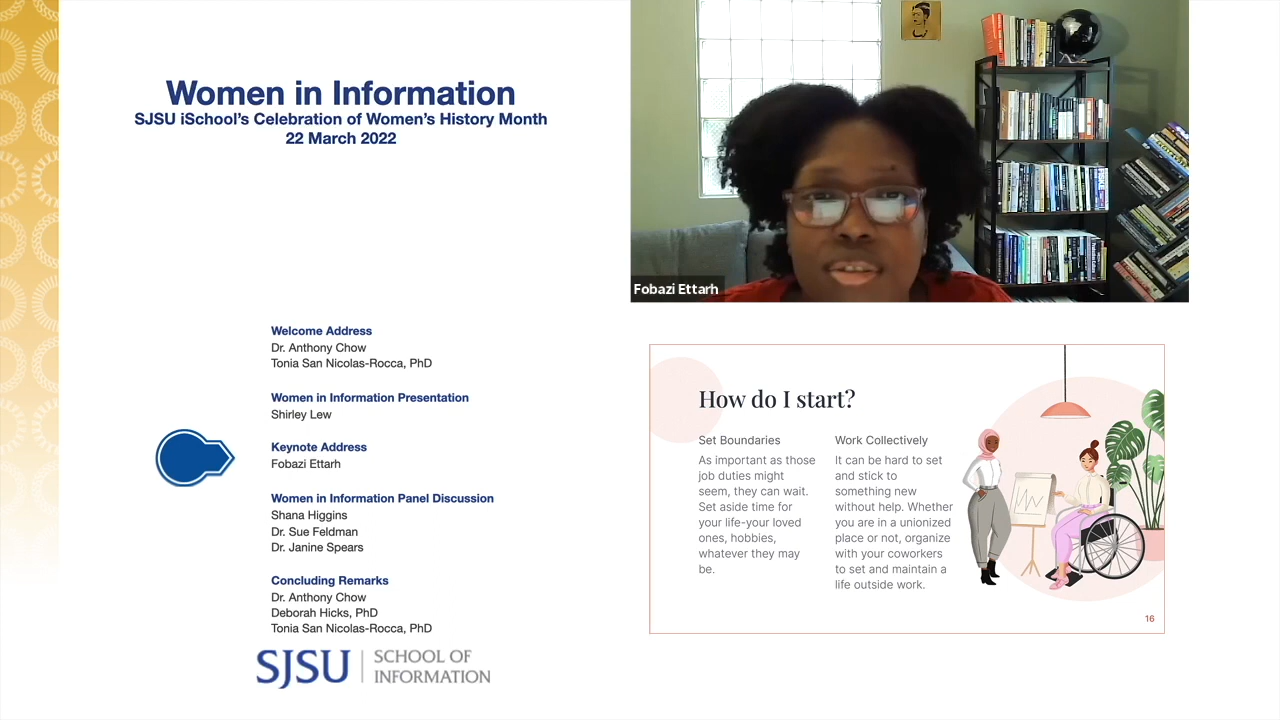 Women in Information
SJSU iSchool's Celebration of Women's History Month
22 March 2022
Fobazi Ettarh
Welcome Address
Dr. Anthony Chow
Tonia San Nicolas-Rocca, PhD
Women in Information Presentation
Shirley Lew
Keynote Address
Fobazi Ettarh
Women in Information Panel Discussion
Shana Higgins
Dr. Sue Feldman
Dr. Janine Spears
Concluding Remarks
Dr. Anthony Chow
Deborah Hicks, PhD
Tonia San Nicolas-Rocca, PhD
SJSU
SCHOOL OF
INFORMATION
How do I start?
Set Boundaries
As important as those
job duties might
seem, they can wait.
Set aside time for
your life-your loved
ones, hobbies,
whatever they may
be.
Work Collectively
It can be hard to set
and stick to
something new
without help. Whether
you are in a unionized
place or not, organize
with your coworkers
to set and maintain a
life outside work.
16